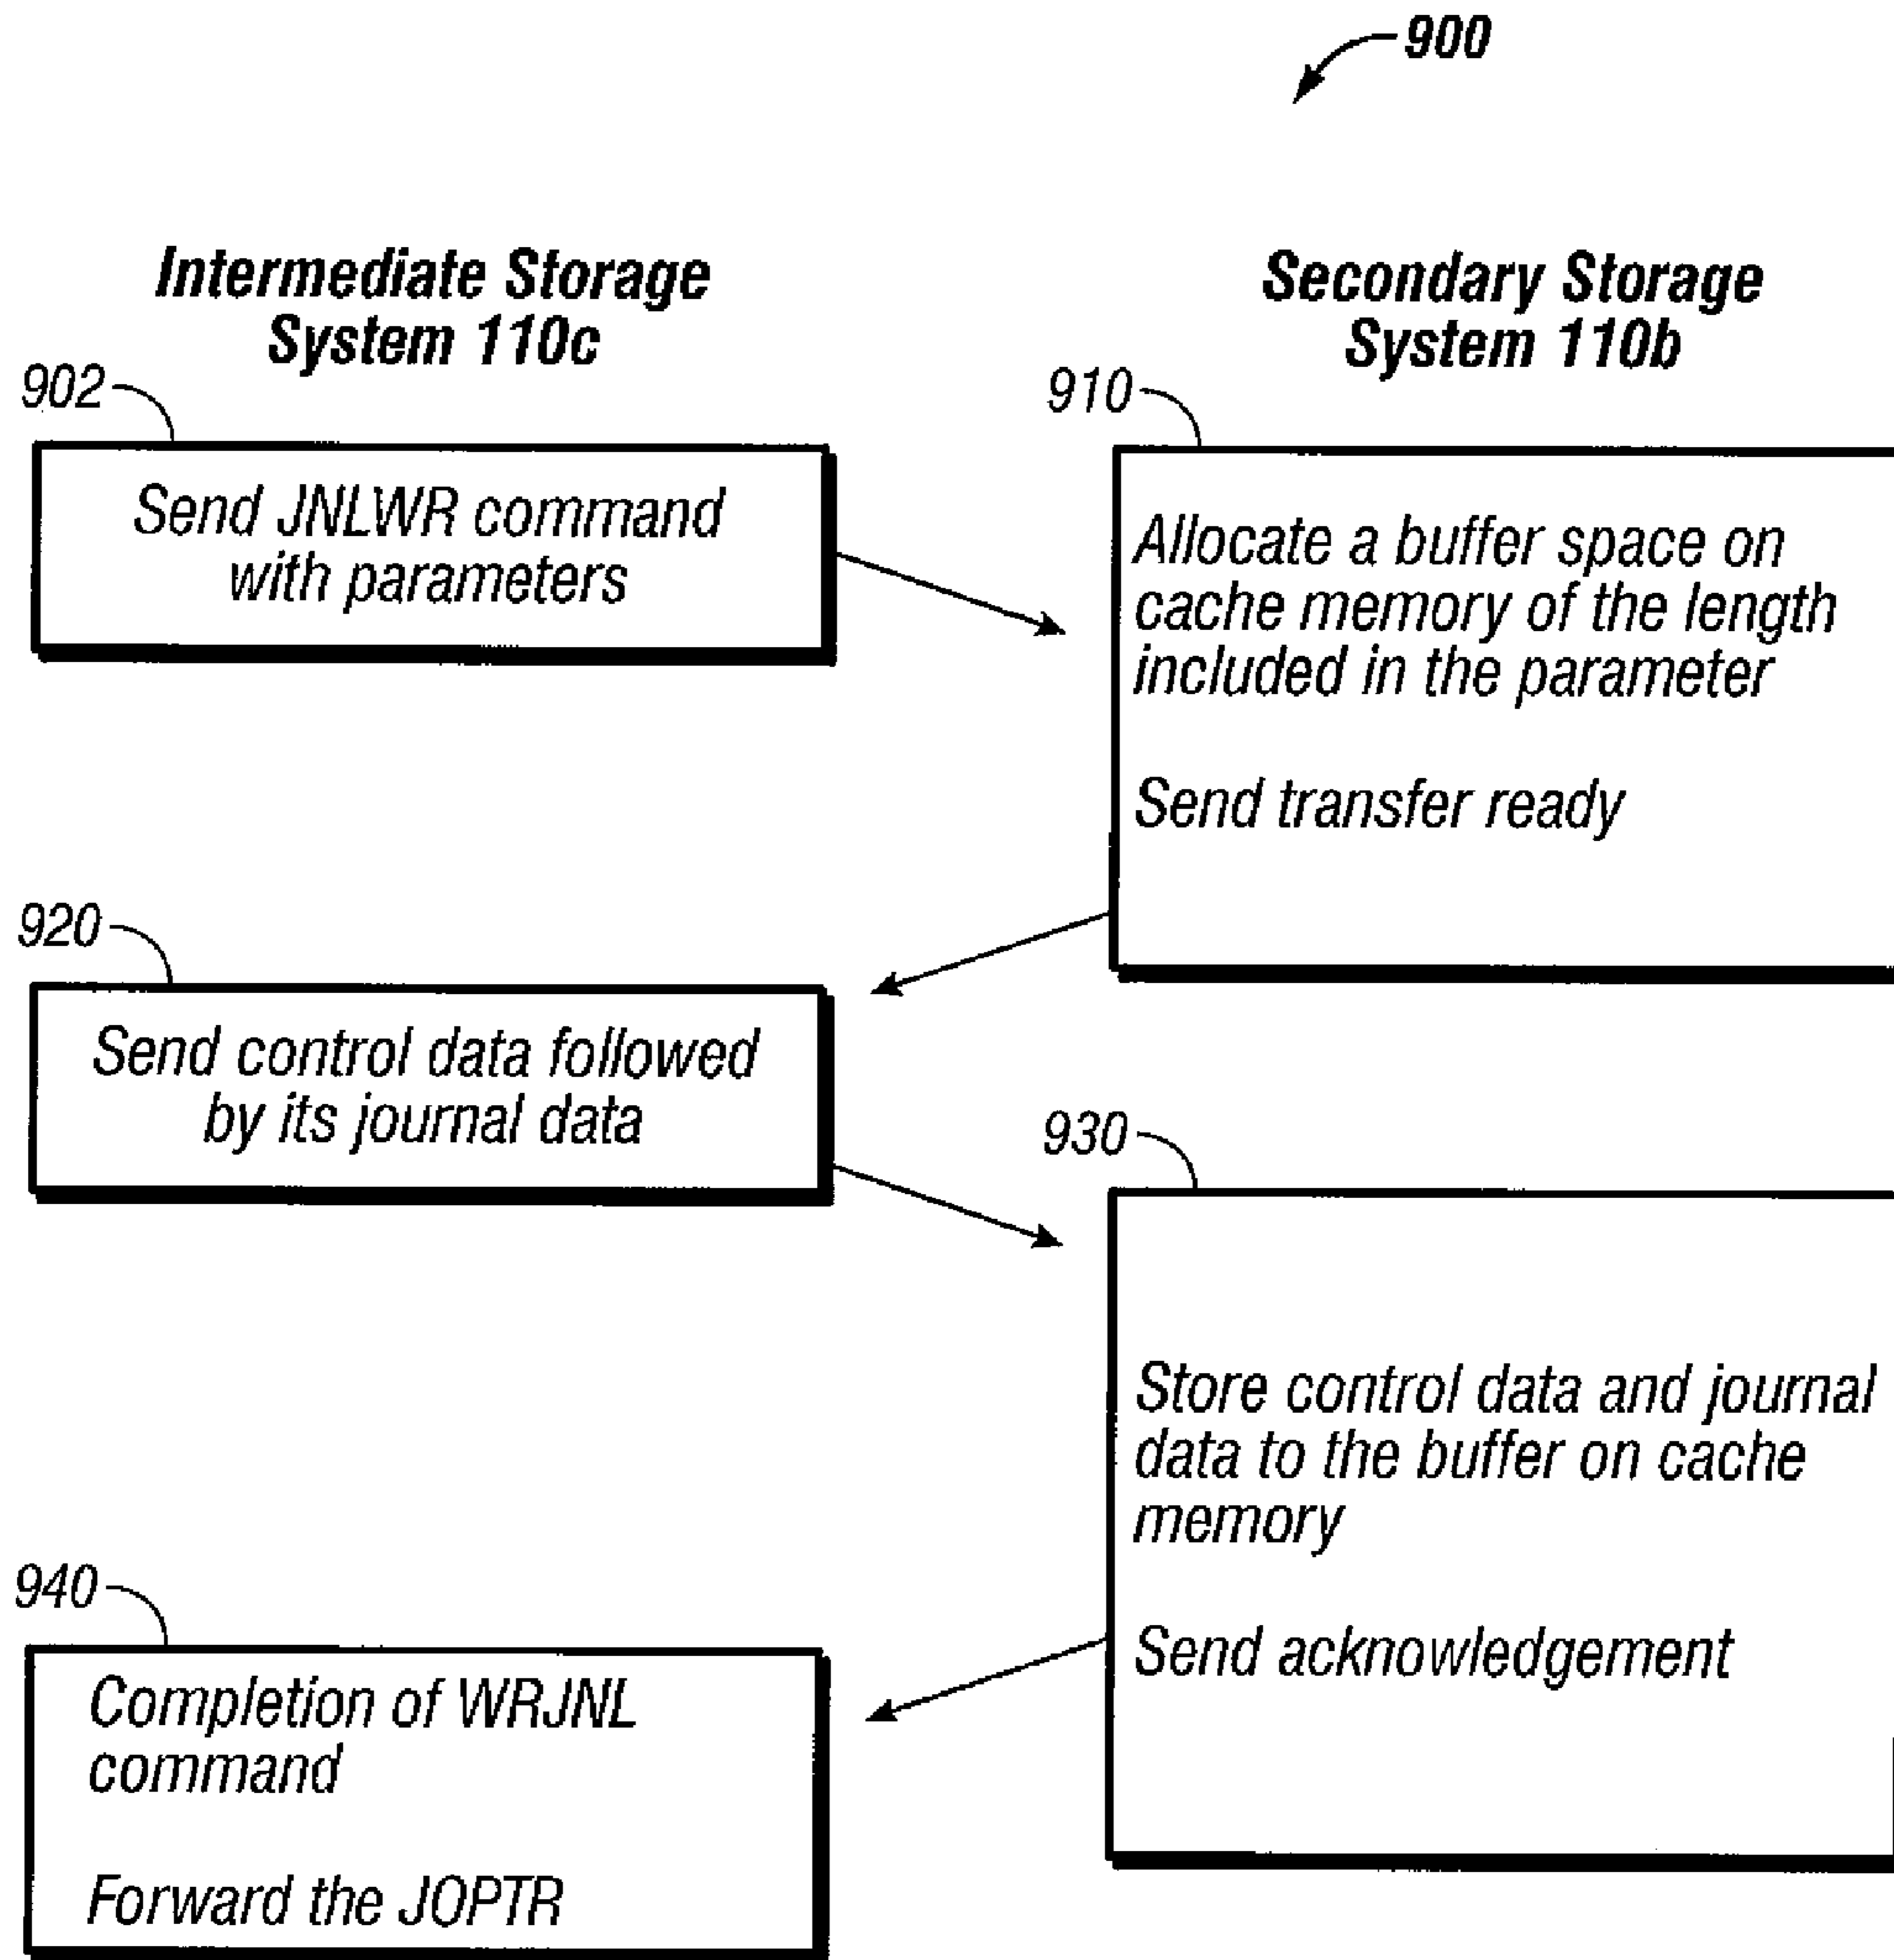 900
Intermediate Storage
System 110c
Secondary Storage
System 110b
902
Send JNLWR command
with parameters
910
Allocate a buffer space on
cache memory of the length
included in the parameter
Send transfer ready
920
Send control data followed
by its journal data
930
Store control data and journal
data to the buffer on cache
memory
Send acknowledgement
940
Completion of WRJNL
command
Forward the JOPTR